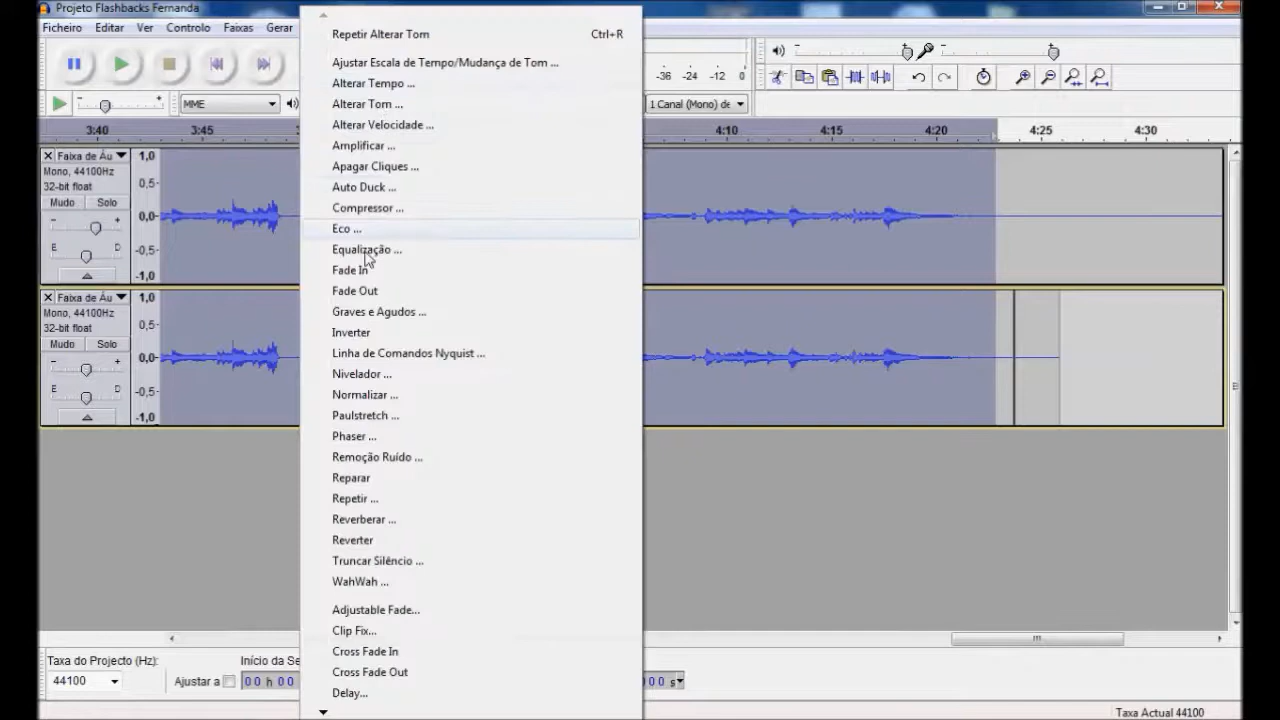 Projeto Flashbacks Fernanda
Ficheiro Editar Ver Controlo Faixas Gerar
Repetir Alterar Tom Ctrl+R
Ajustar Escala de Tempo/Mudança de Tom ...
Alterar Tempo ...
Alterar Tom ...
Alterar Velocidade ...
Amplificar ...
Apagar Cliques ...
Auto Duck ...
Compressor ...
Eco ...
Equalização ...
Fade In
Fade Out
Graves e Agudos ...
Inverter
Linha de Comandos Nyquist ...
Nivelador ...
Normalizar ...
Paulstretch ...
Phaser ...
Remoção Ruído ...
Reparar
Repetir ...
Reverberar ...
Reverter
Truncar Silêncio ...
WahWah ...
Adjustable Fade...
Clip Fix...
Cross Fade In
Cross Fade Out
Delay...
-36 -24 -12 0
MME
1 Canal (Mono) de
3:40 3:45 4:10 4:15 4:20 4:25 4:30
Faixa de Áu
Mono, 44100Hz
32-bit float
Mudo Solo
- +
E D
1,0
0,5-
0,0-
-0,5-
-1,0
Faixa de Áu
Mono, 44100Hz
32-bit float
Mudo Solo
- +
E D
1,0
0,5-
0,0-
-0,5-
-1,0
Taxa do Projecto (Hz): Início da Se
44100 Ajustar a 00 h 00 00 s
Taxa Actual 44100